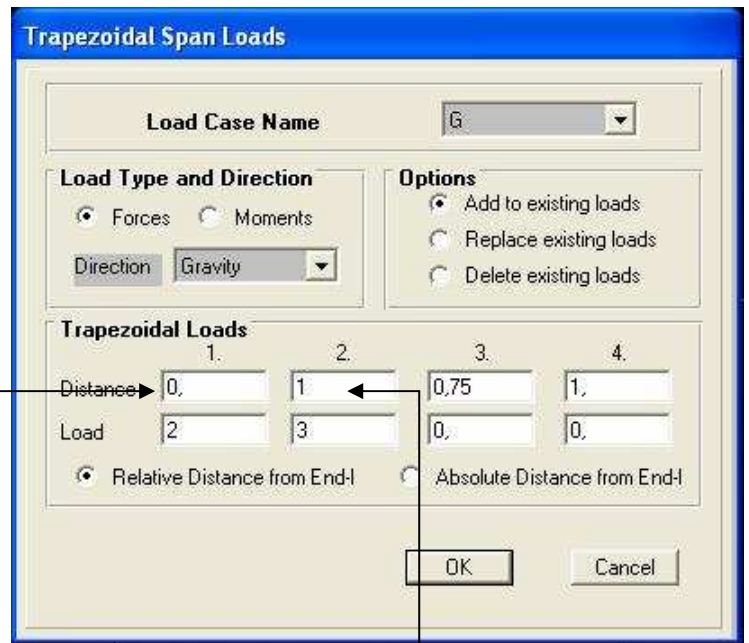 Trapezoidal Span Loads
Load Case Name G
Load Type and Direction
Forces Moments
Direction Gravity
Options
Add to existing loads
Replace existing loads
Delete existing loads
Trapezoidal Loads
1. 2. 3. 4.
Distance 0, 1 0,75 1,
Load 2 3 0, 0,
Relative Distance from End-I Absolute Distance from End-I
OK Cancel